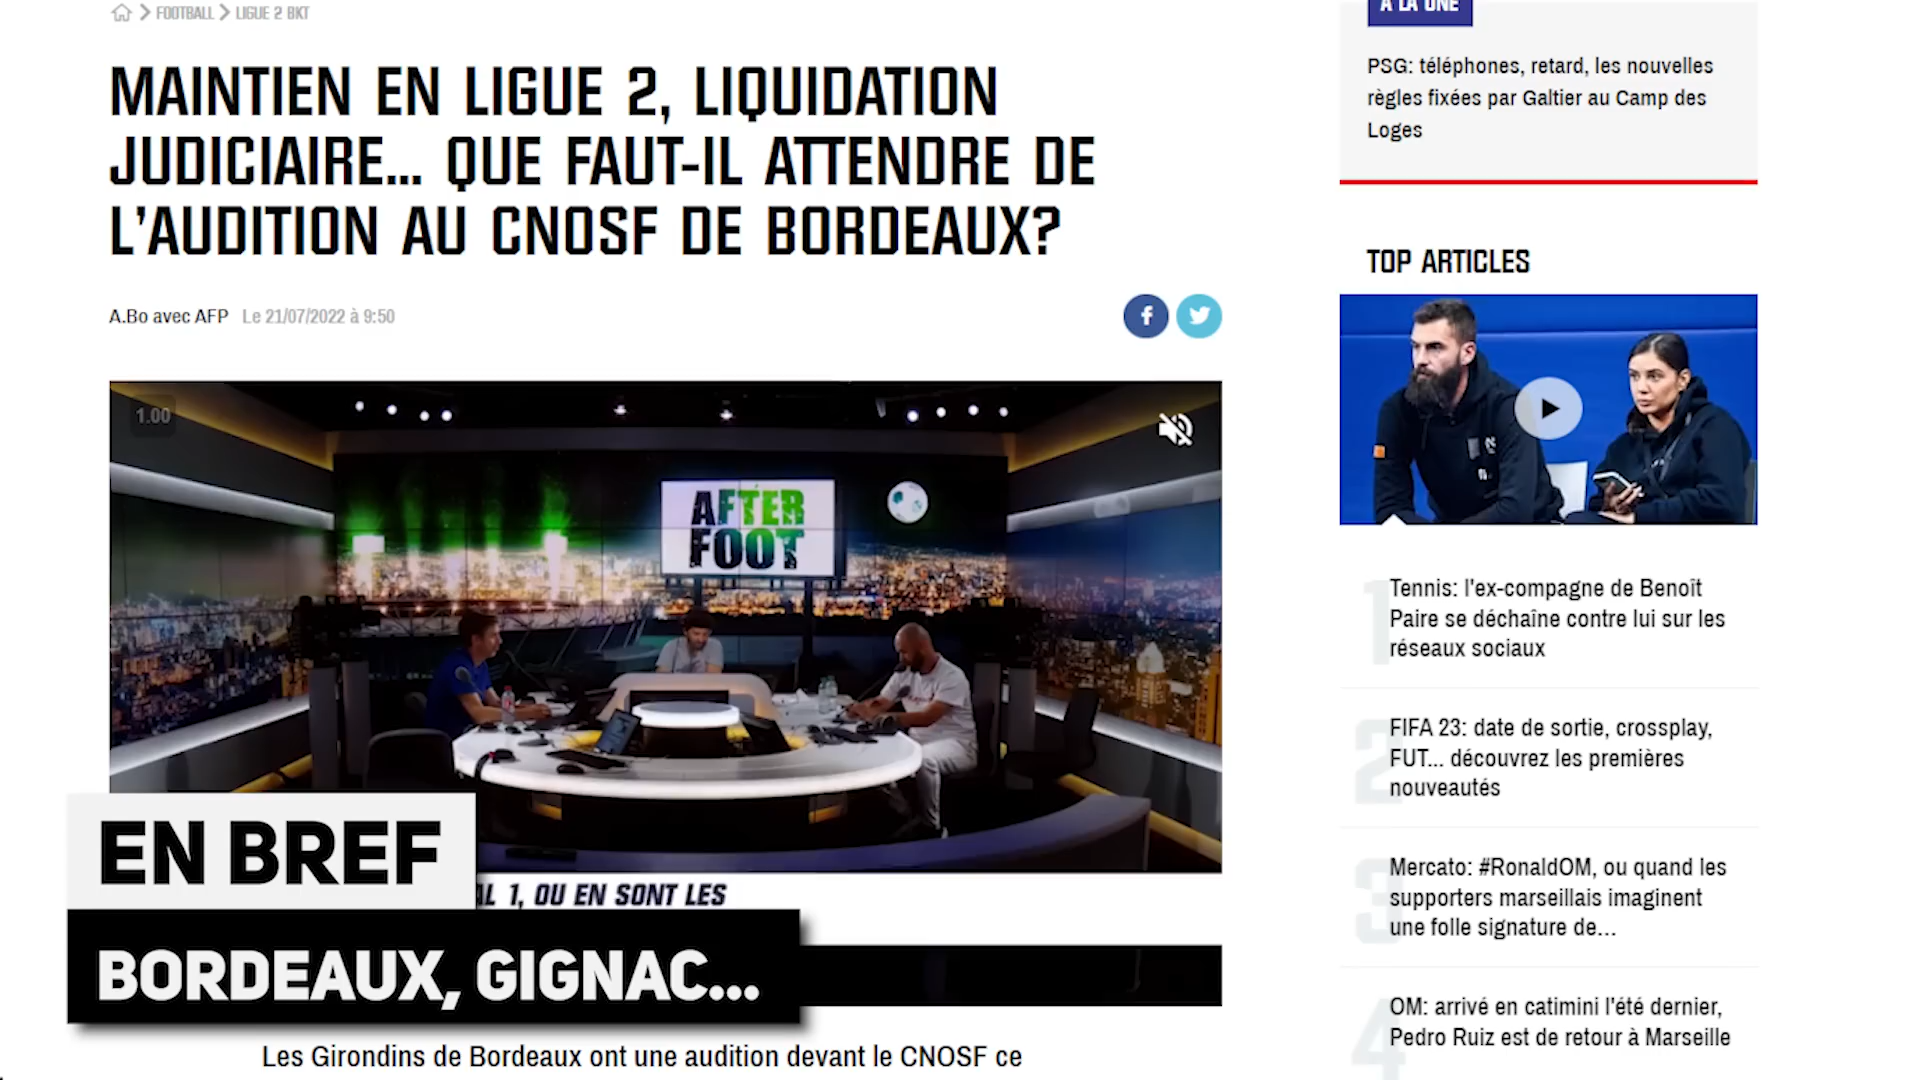 FOOTBALL LIGUE 2 BKT
MAINTIEN EN LIGUE 2, LIQUIDATION
JUDICIAIRE... QUE FAUT-IL ATTENDRE DE
L'AUDITION AU CNOSF DE BORDEAUX?
A.Bo avec AFP Le 21/07/2022 à 9:50
f
1.00
AFTER
FOOT
EN BREF
AL 1, OU EN SONT LES
BORDEAUX, GIGNAC...
Les Girondins de Bordeaux ont une audition devant le CNOSF ce
A LA UNE
PSG: téléphones, retard, les nouvelles
règles fixées par Galtier au Camp des
Loges
TOP ARTICLES
1
Tennis: l'ex-compagne de Benoît
Paire se déchaîne contre lui sur les
réseaux sociaux
2
FIFA 23: date de sortie, crossplay,
FUT... découvrez les premières
nouveautés
3
Mercato: #RonaldOM, ou quand les
supporters marseillais imaginent
une folle signature de...
4
OM: arrivé en catimini l'été dernier,
Pedro Ruiz est de retour à Marseille